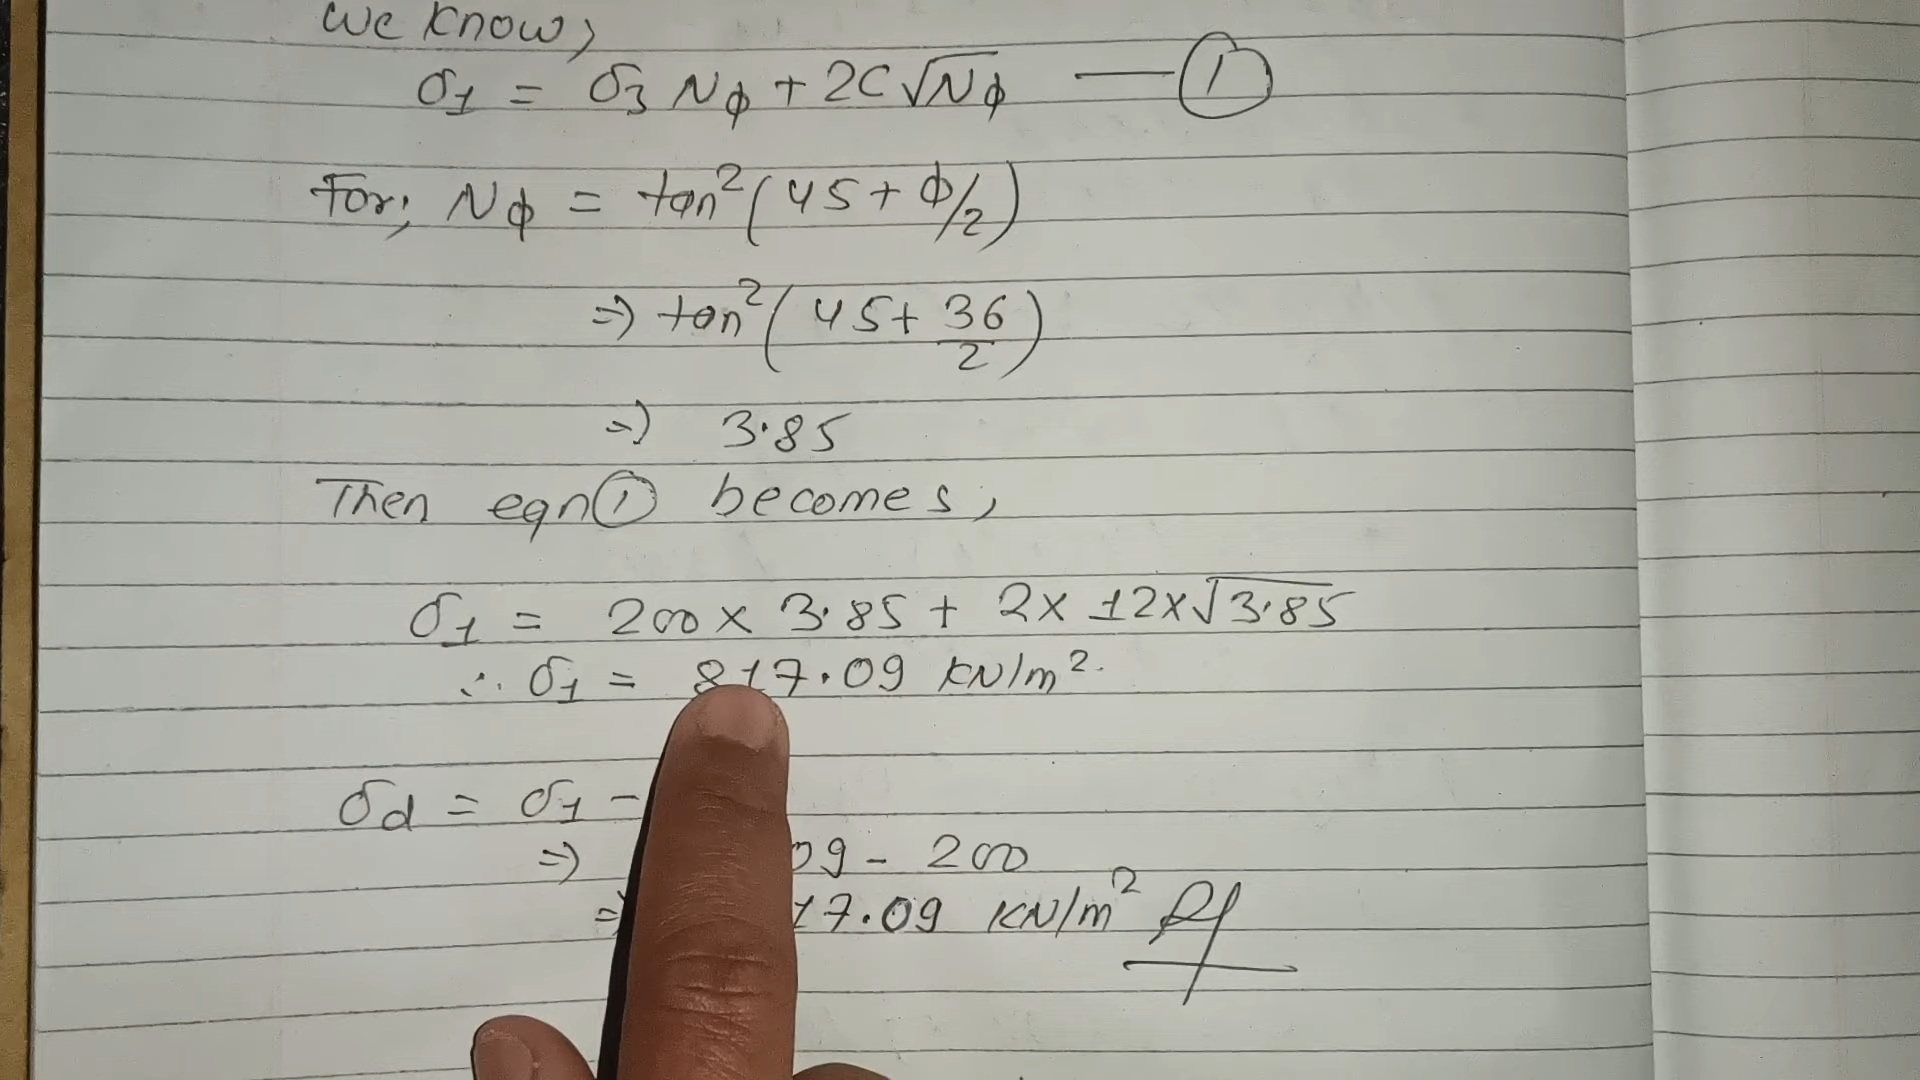 We know,
σ1 = σ3 Nϕ + 2C √Nϕ — ①
For; Nϕ = tan²(45 + ϕ/2)
=) tan²(45 + 36/2)
=) 3.85
Then eqn ① becomes,
σ1 = 200 x 3.85 + 2x 12x√3.85
∴ σ1 = 817.09 KN/m².
σd = σ1 -
=) 09 - 200
=) 17.09 KN/m²